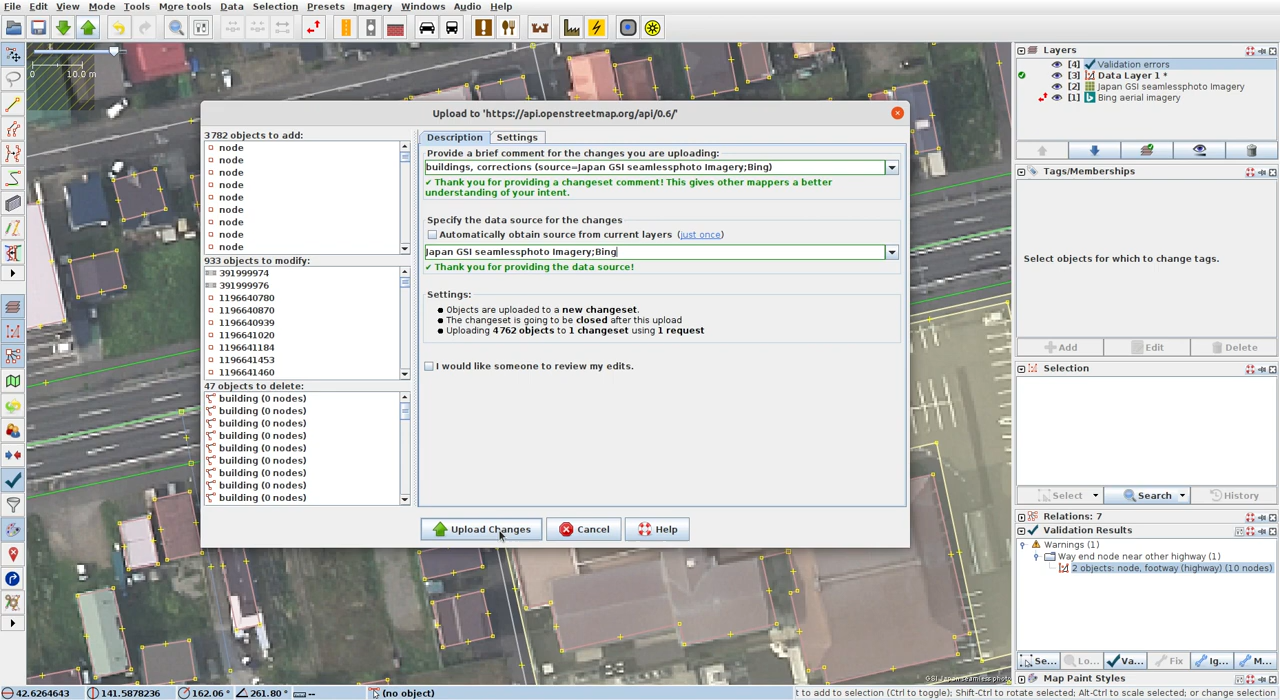 File Edit View Mode Tools More tools Data Selection Presets Imagery Windows Audio Help
0 10.0 m
Upload to 'https://api.openstreetmap.org/api/0.6/'
3782 objects to add:
node
node
node
node
node
node
node
node
node
933 objects to modify:
391999974
391999976
1196640780
1196640870
1196640939
1196641020
1196641184
1196641453
1196641460
47 objects to delete:
building (0 nodes)
building (0 nodes)
building (0 nodes)
building (0 nodes)
building (0 nodes)
building (0 nodes)
building (0 nodes)
building (0 nodes)
building (0 nodes)
Description Settings
Provide a brief comment for the changes you are uploading:
buildings, corrections (source=Japan GSI seamlessphoto Imagery;Bing)
✔ Thank you for providing a changeset comment! This gives other mappers a better
understanding of your intent.
Specify the data source for the changes
Automatically obtain source from current layers (just once)
Japan GSI seamlessphoto Imagery;Bing
✔ Thank you for providing the data source!
Settings:
● Objects are uploaded to a new changeset.
● The changeset is going to be closed after this upload
● Uploading 4762 objects to 1 changeset using 1 request
I would like someone to review my edits.
Upload Changes Cancel Help
Layers
[4] Validation errors
[3] Data Layer 1 *
[2] Japan GSI seamlessphoto Imagery
[1] Bing aerial imagery
Tags/Memberships
Select objects for which to change tags.
Add Edit Delete
Selection
Select Search History
Relations: 7
Validation Results
Warnings (1)
Way end node near other highway (1)
2 objects: node, footway (highway) (10 nodes)
Se... Lo... Va... Fix Ig... M...
Map Paint Styles
GSI Japan seamless photo
42.6264643 141.5878236 162.06 ° 261.80 ° -- (no object)
t to add to selection (Ctrl to toggle); Shift-Ctrl to rotate selected; Alt-Ctrl to scale selected; or change selection